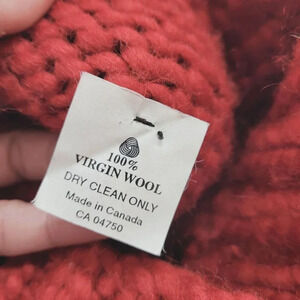 100%
VIRGIN WOOL
DRY CLEAN ONLY
Made in Canada
CA 04750